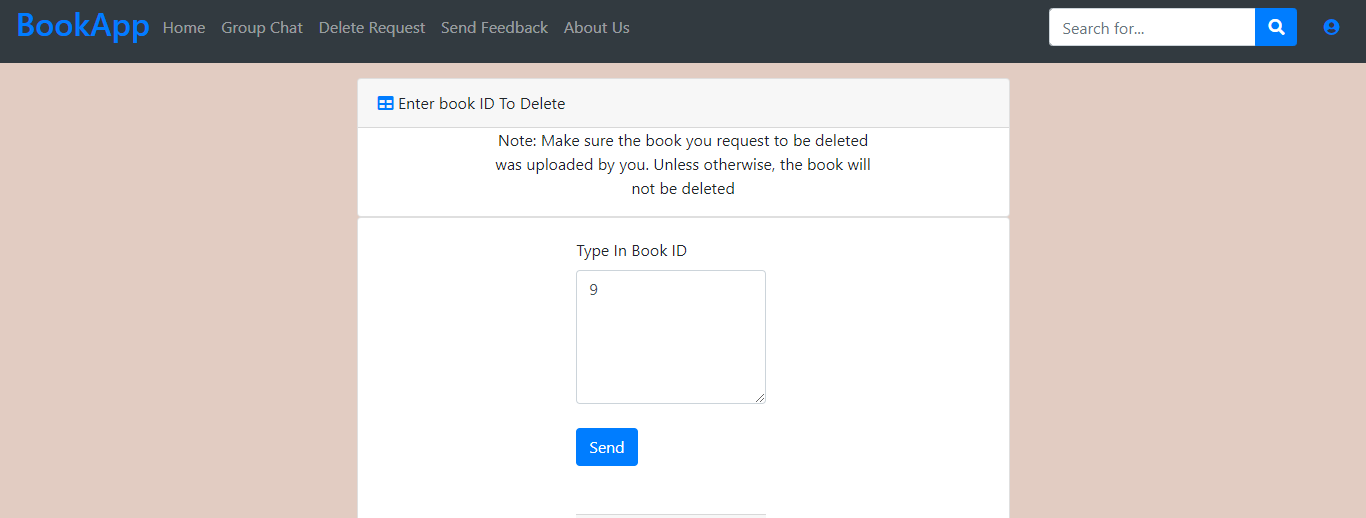 BookApp Home Group Chat Delete Request Send Feedback About Us Search for...
Enter book ID To Delete
Note: Make sure the book you request to be deleted
was uploaded by you. Unless otherwise, the book will
not be deleted
Type In Book ID
9
Send